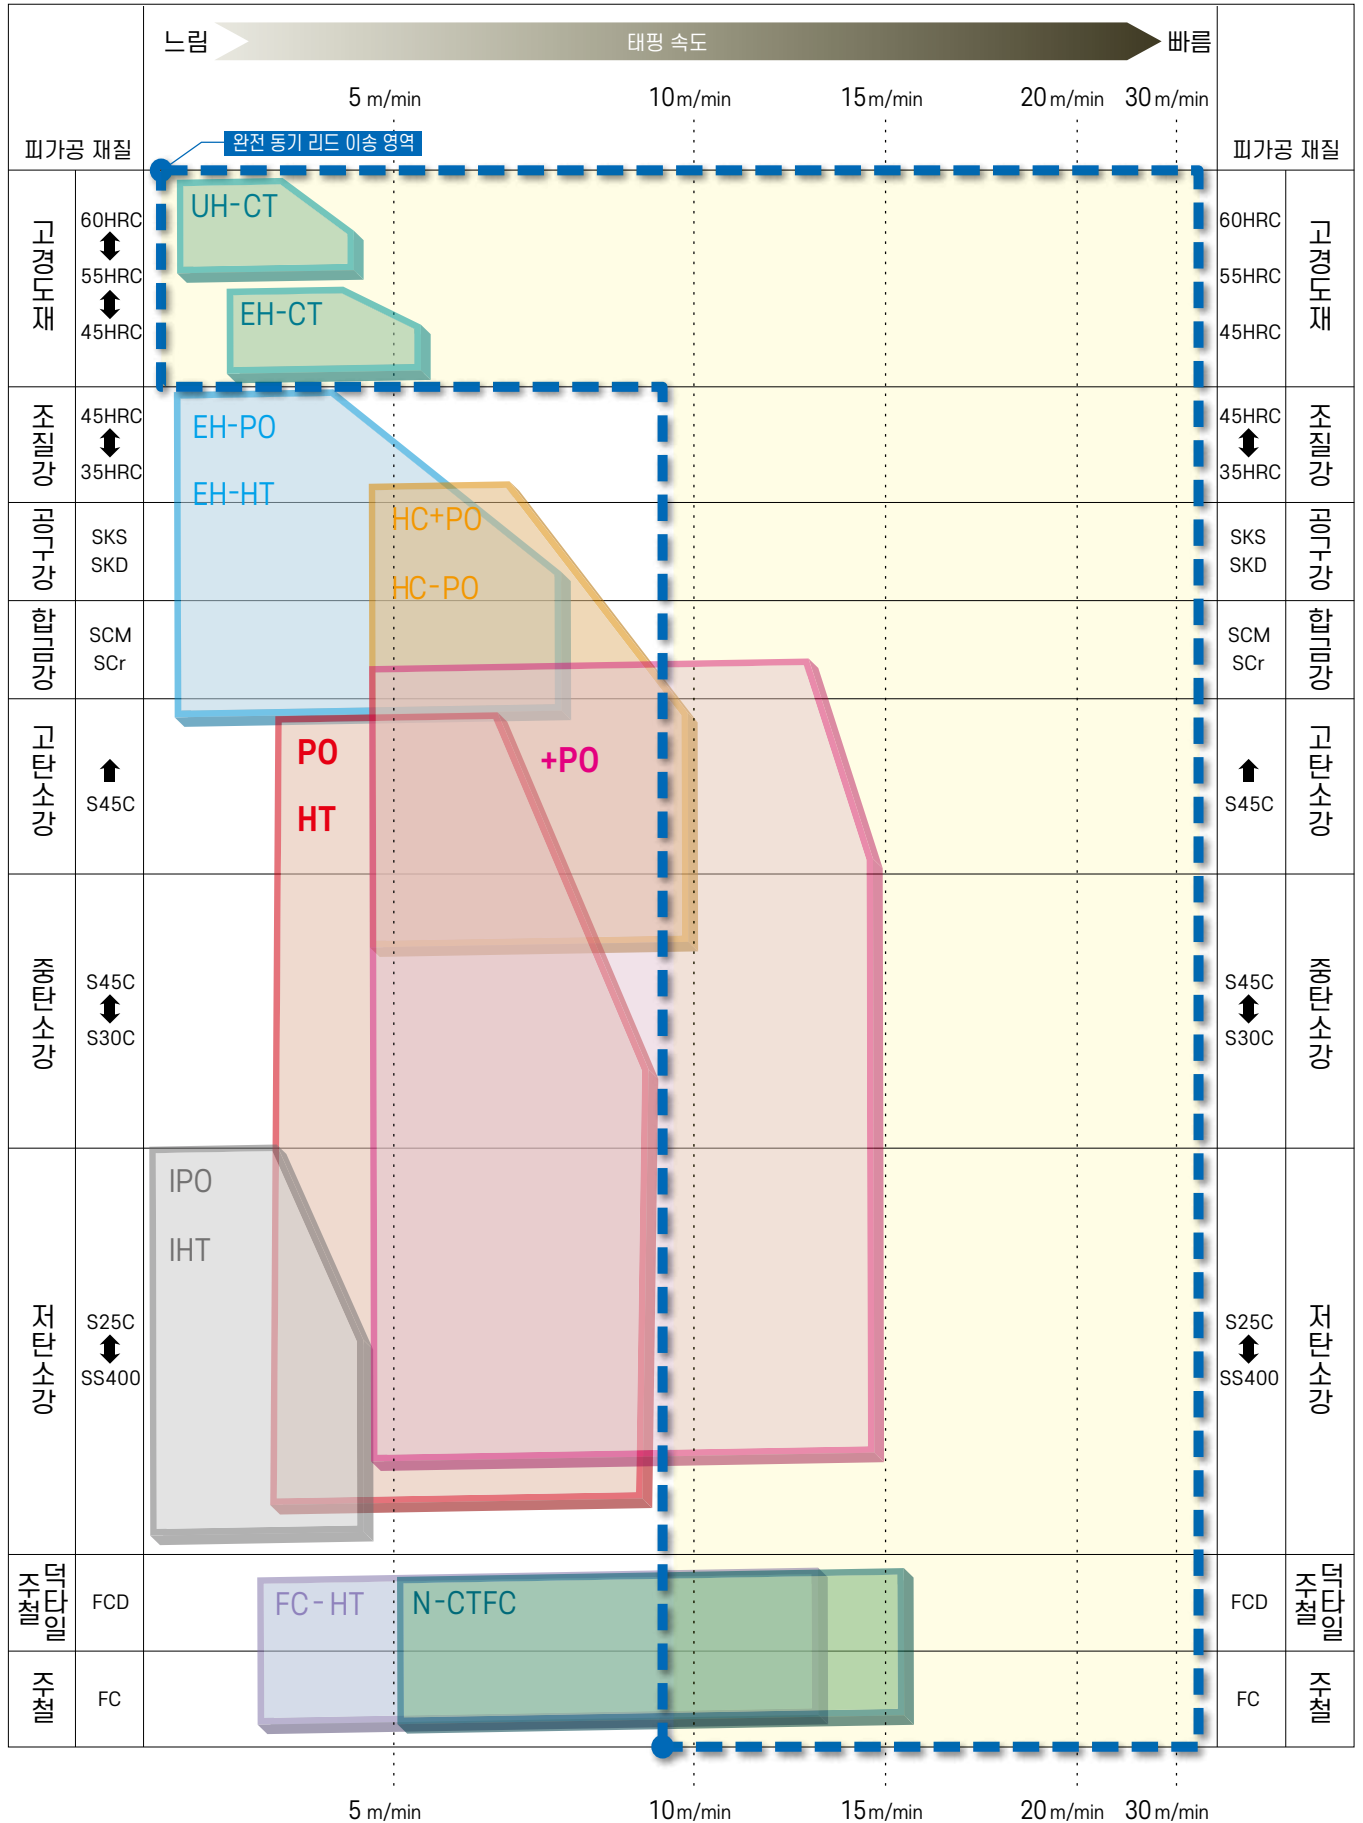 느림
태핑 속도
빠름
5 m/min
10 m/min
15 m/min
20 m/min
30 m/min
피가공 재질
완전 동기 리드 이송 영역
피가공 재질
고경도재
60HRC
55HRC
45HRC
UH-CT
EH-CT
60HRC
55HRC
45HRC
고경도재
조질강
45HRC
35HRC
EH-PO
EH-HT
45HRC
35HRC
조질강
공구강
SKS
SKD
HC+PO
HC-PO
SKS
SKD
공구강
합금강
SCM
SCr
SCM
SCr
합금강
고탄소강
S45C
PO
HT
+PO
S45C
고탄소강
중탄소강
S45C
S30C
S45C
S30C
중탄소강
저탄소강
S25C
SS400
IPO
IHT
S25C
SS400
저탄소강
덕타일
주철
FCD
FC-HT
N-CTFC
FCD
덕타일
주철
주철
FC
FC
주철
5 m/min
10 m/min
15 m/min
20 m/min
30 m/min